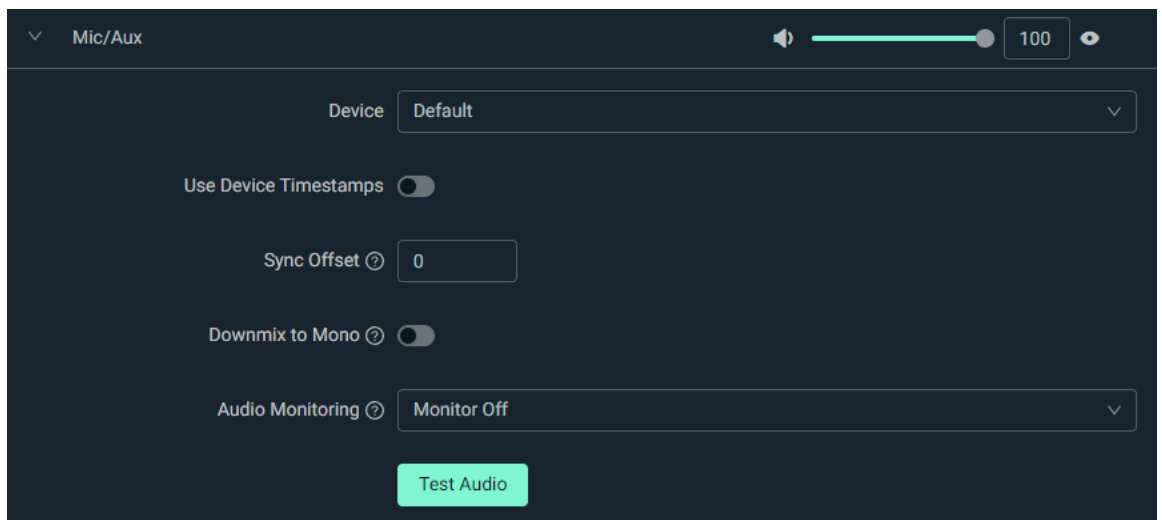 Mic/Aux 100
Device Default
Use Device Timestamps
Sync Offset ? 0
Downmix to Mono ?
Audio Monitoring ? Monitor Off
Test Audio